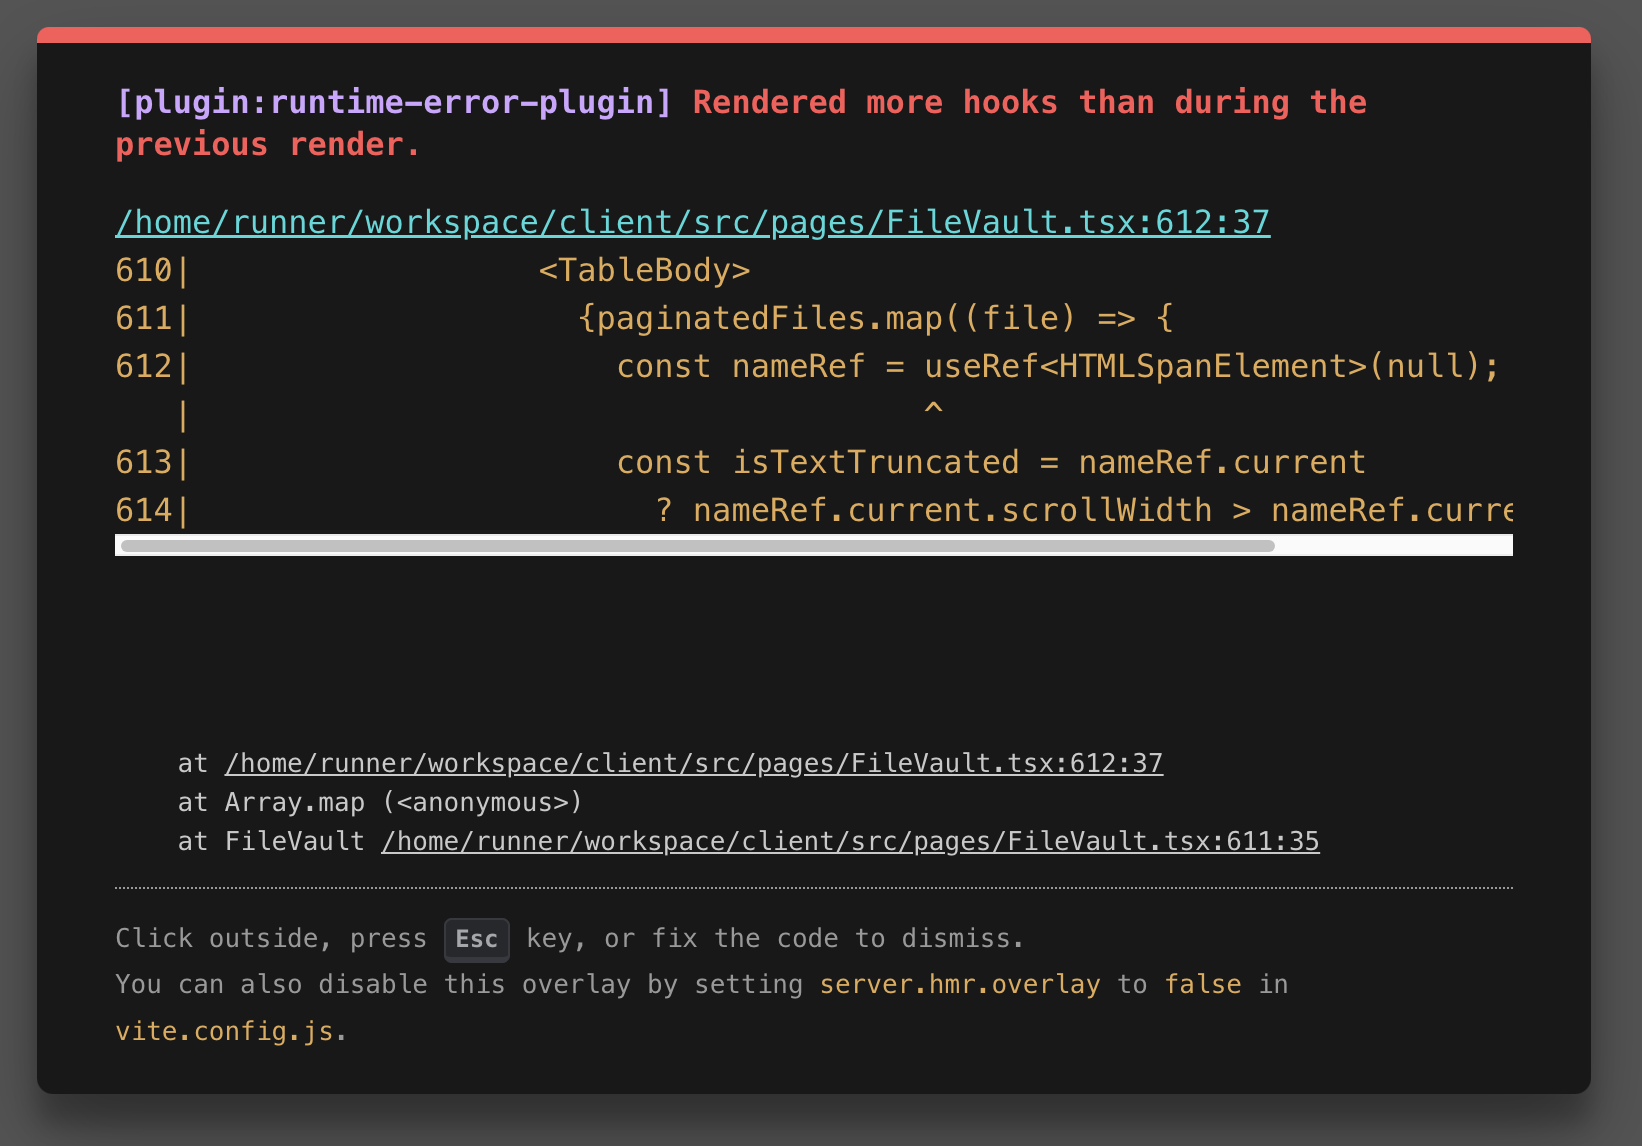 [plugin:runtime-error-plugin] Rendered more hooks than during the
previous render.
/home/runner/workspace/client/src/pages/FileVault.tsx:612:37
610|                  <TableBody>
611|                    {paginatedFiles.map((file) => {
612|                      const nameRef = useRef<HTMLSpanElement>(null);
   |                                      ^
613|                      const isTextTruncated = nameRef.current
614|                        ? nameRef.current.scrollWidth > nameRef.curre
    at /home/runner/workspace/client/src/pages/FileVault.tsx:612:37
    at Array.map (<anonymous>)
    at FileVault /home/runner/workspace/client/src/pages/FileVault.tsx:611:35
Click outside, press Esc key, or fix the code to dismiss.
You can also disable this overlay by setting server.hmr.overlay to false in
vite.config.js.